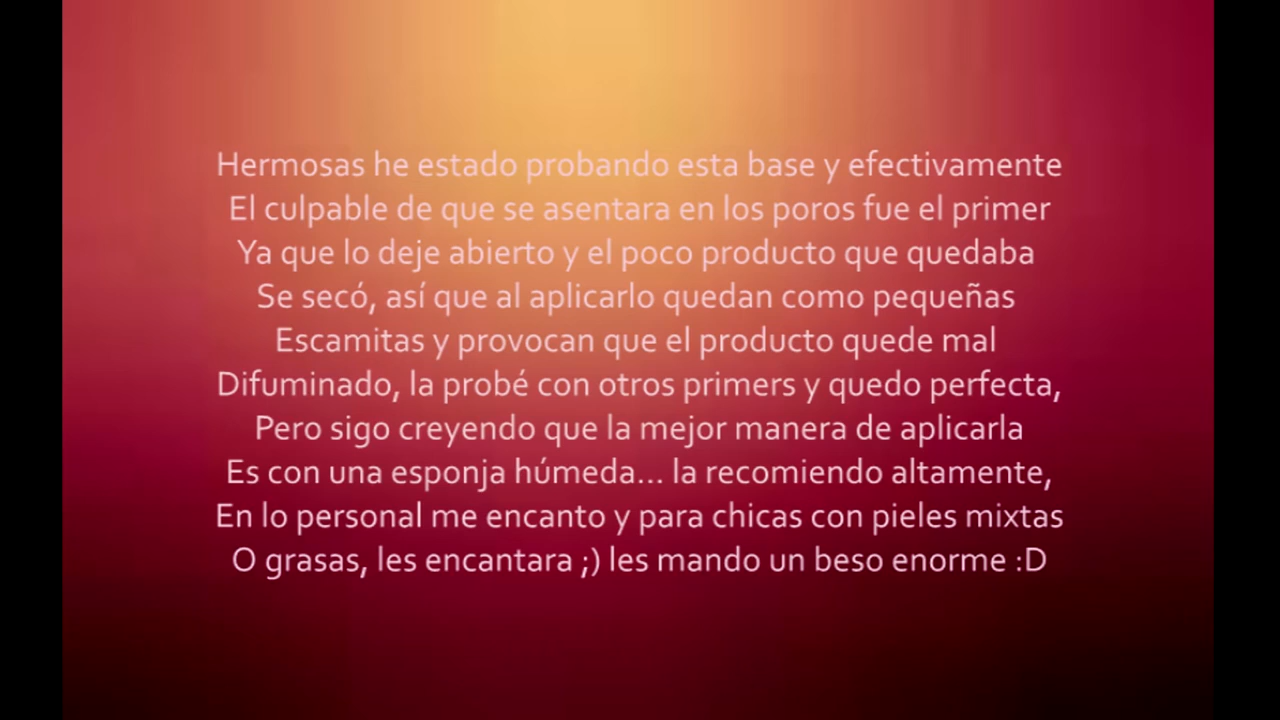 Hermosas he estado probando esta base y efectivamente
El culpable de que se asentara en los poros fue el primer
Ya que lo deje abierto y el poco producto que quedaba
Se secó, así que al aplicarlo quedan como pequeñas
Escamitas y provocan que el producto quede mal
Difuminado, la probé con otros primers y quedo perfecta,
Pero sigo creyendo que la mejor manera de aplicarla
Es con una esponja húmeda... la recomiendo altamente,
En lo personal me encanto y para chicas con pieles mixtas
O grasas, les encantara ;) les mando un beso enorme :D